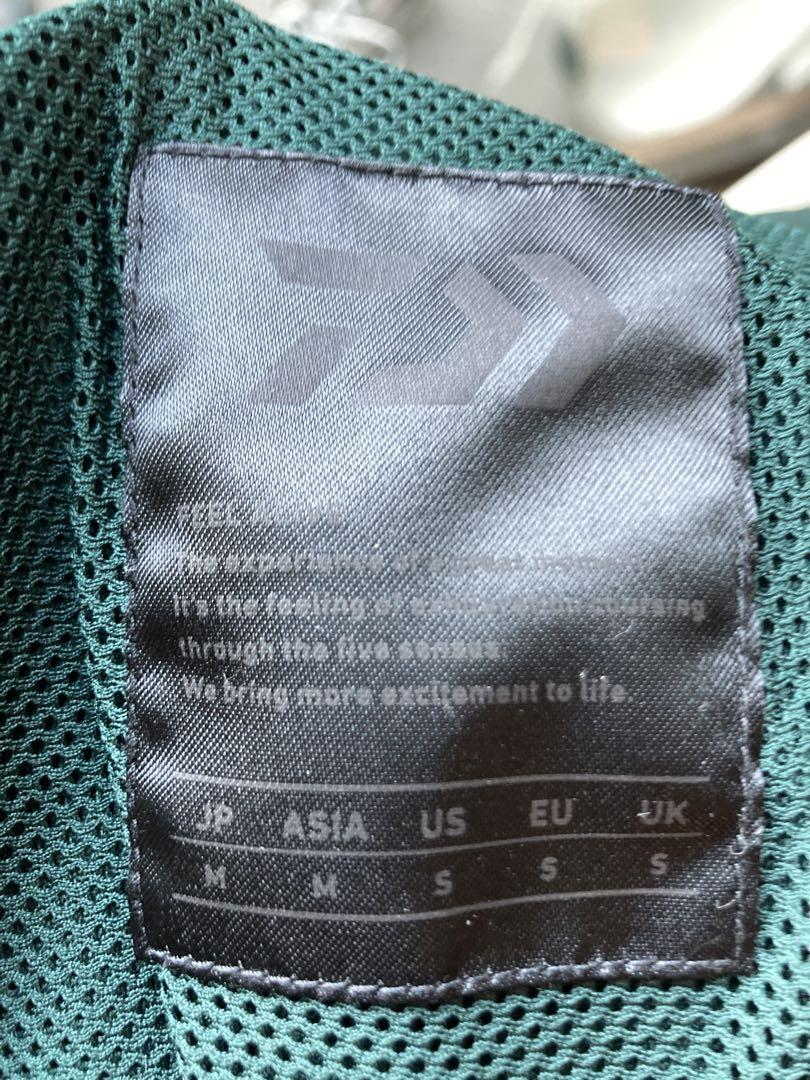 FEEL
The experience of
It's the feeling of
through the five senses.
We bring more excitement to life.
JP ASIA US EU UK
M M S S S